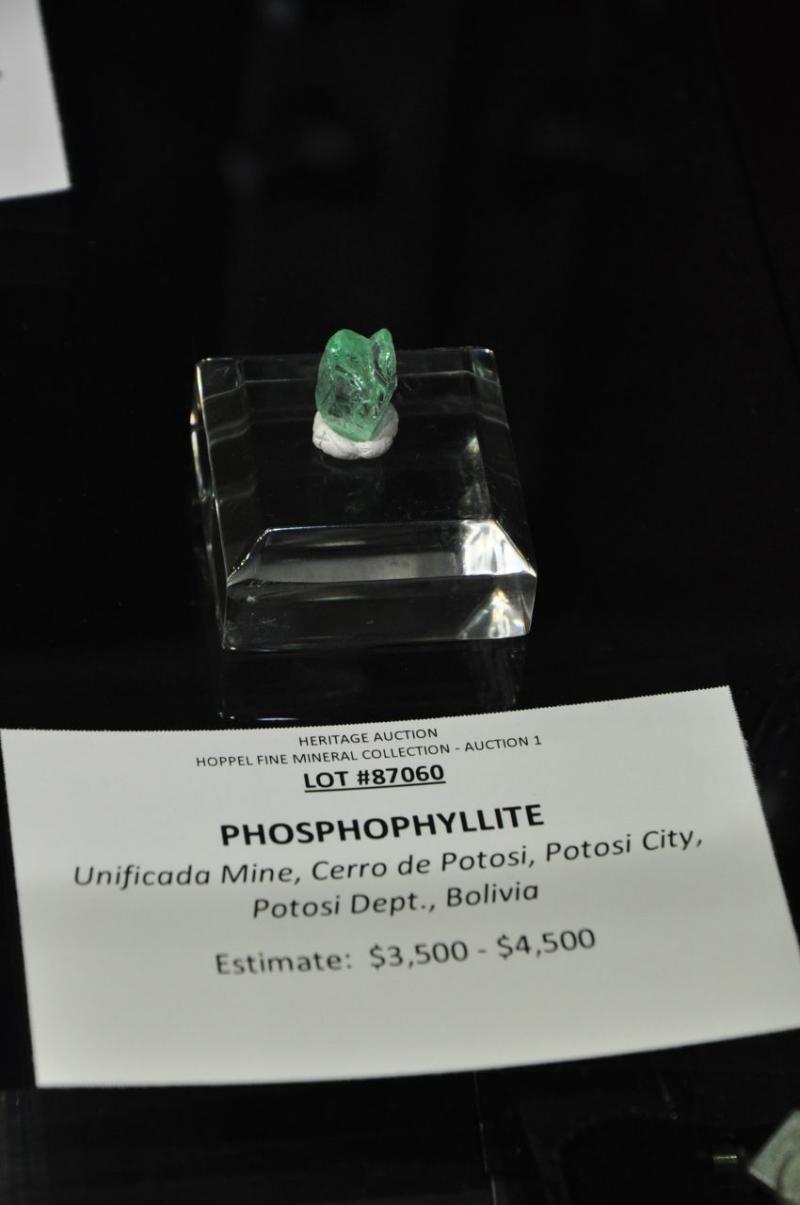 HERITAGE AUCTION
HOPPEL FINE MINERAL COLLECTION - AUCTION 1
LOT #87060
PHOSPHOPHYLLITE
Unificada Mine, Cerro de Potosi, Potosi City,
Potosi Dept., Bolivia
Estimate: $3,500 - $4,500